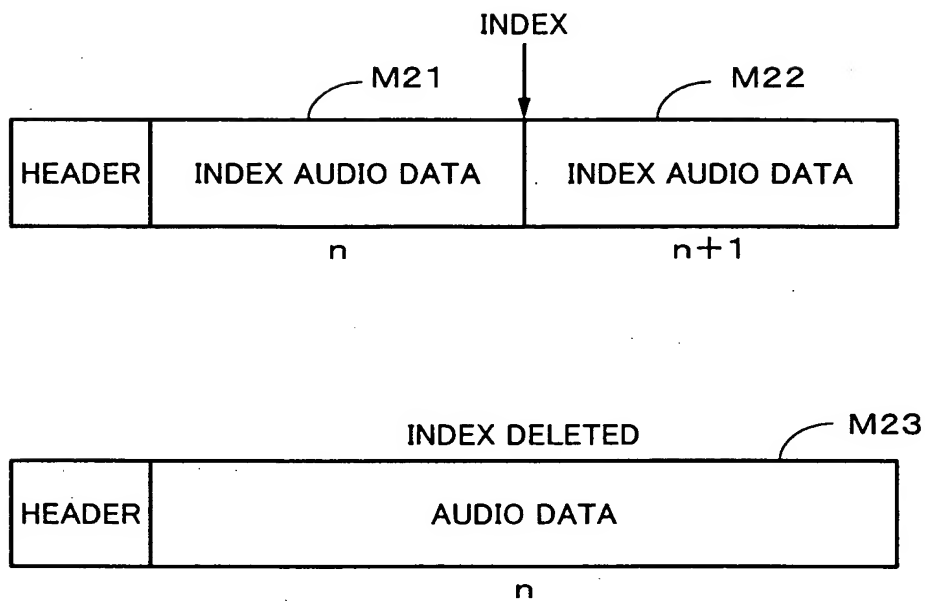 INDEX
M21 M22
HEADER INDEX AUDIO DATA INDEX AUDIO DATA
n n+1
INDEX DELETED M23
HEADER AUDIO DATA
n